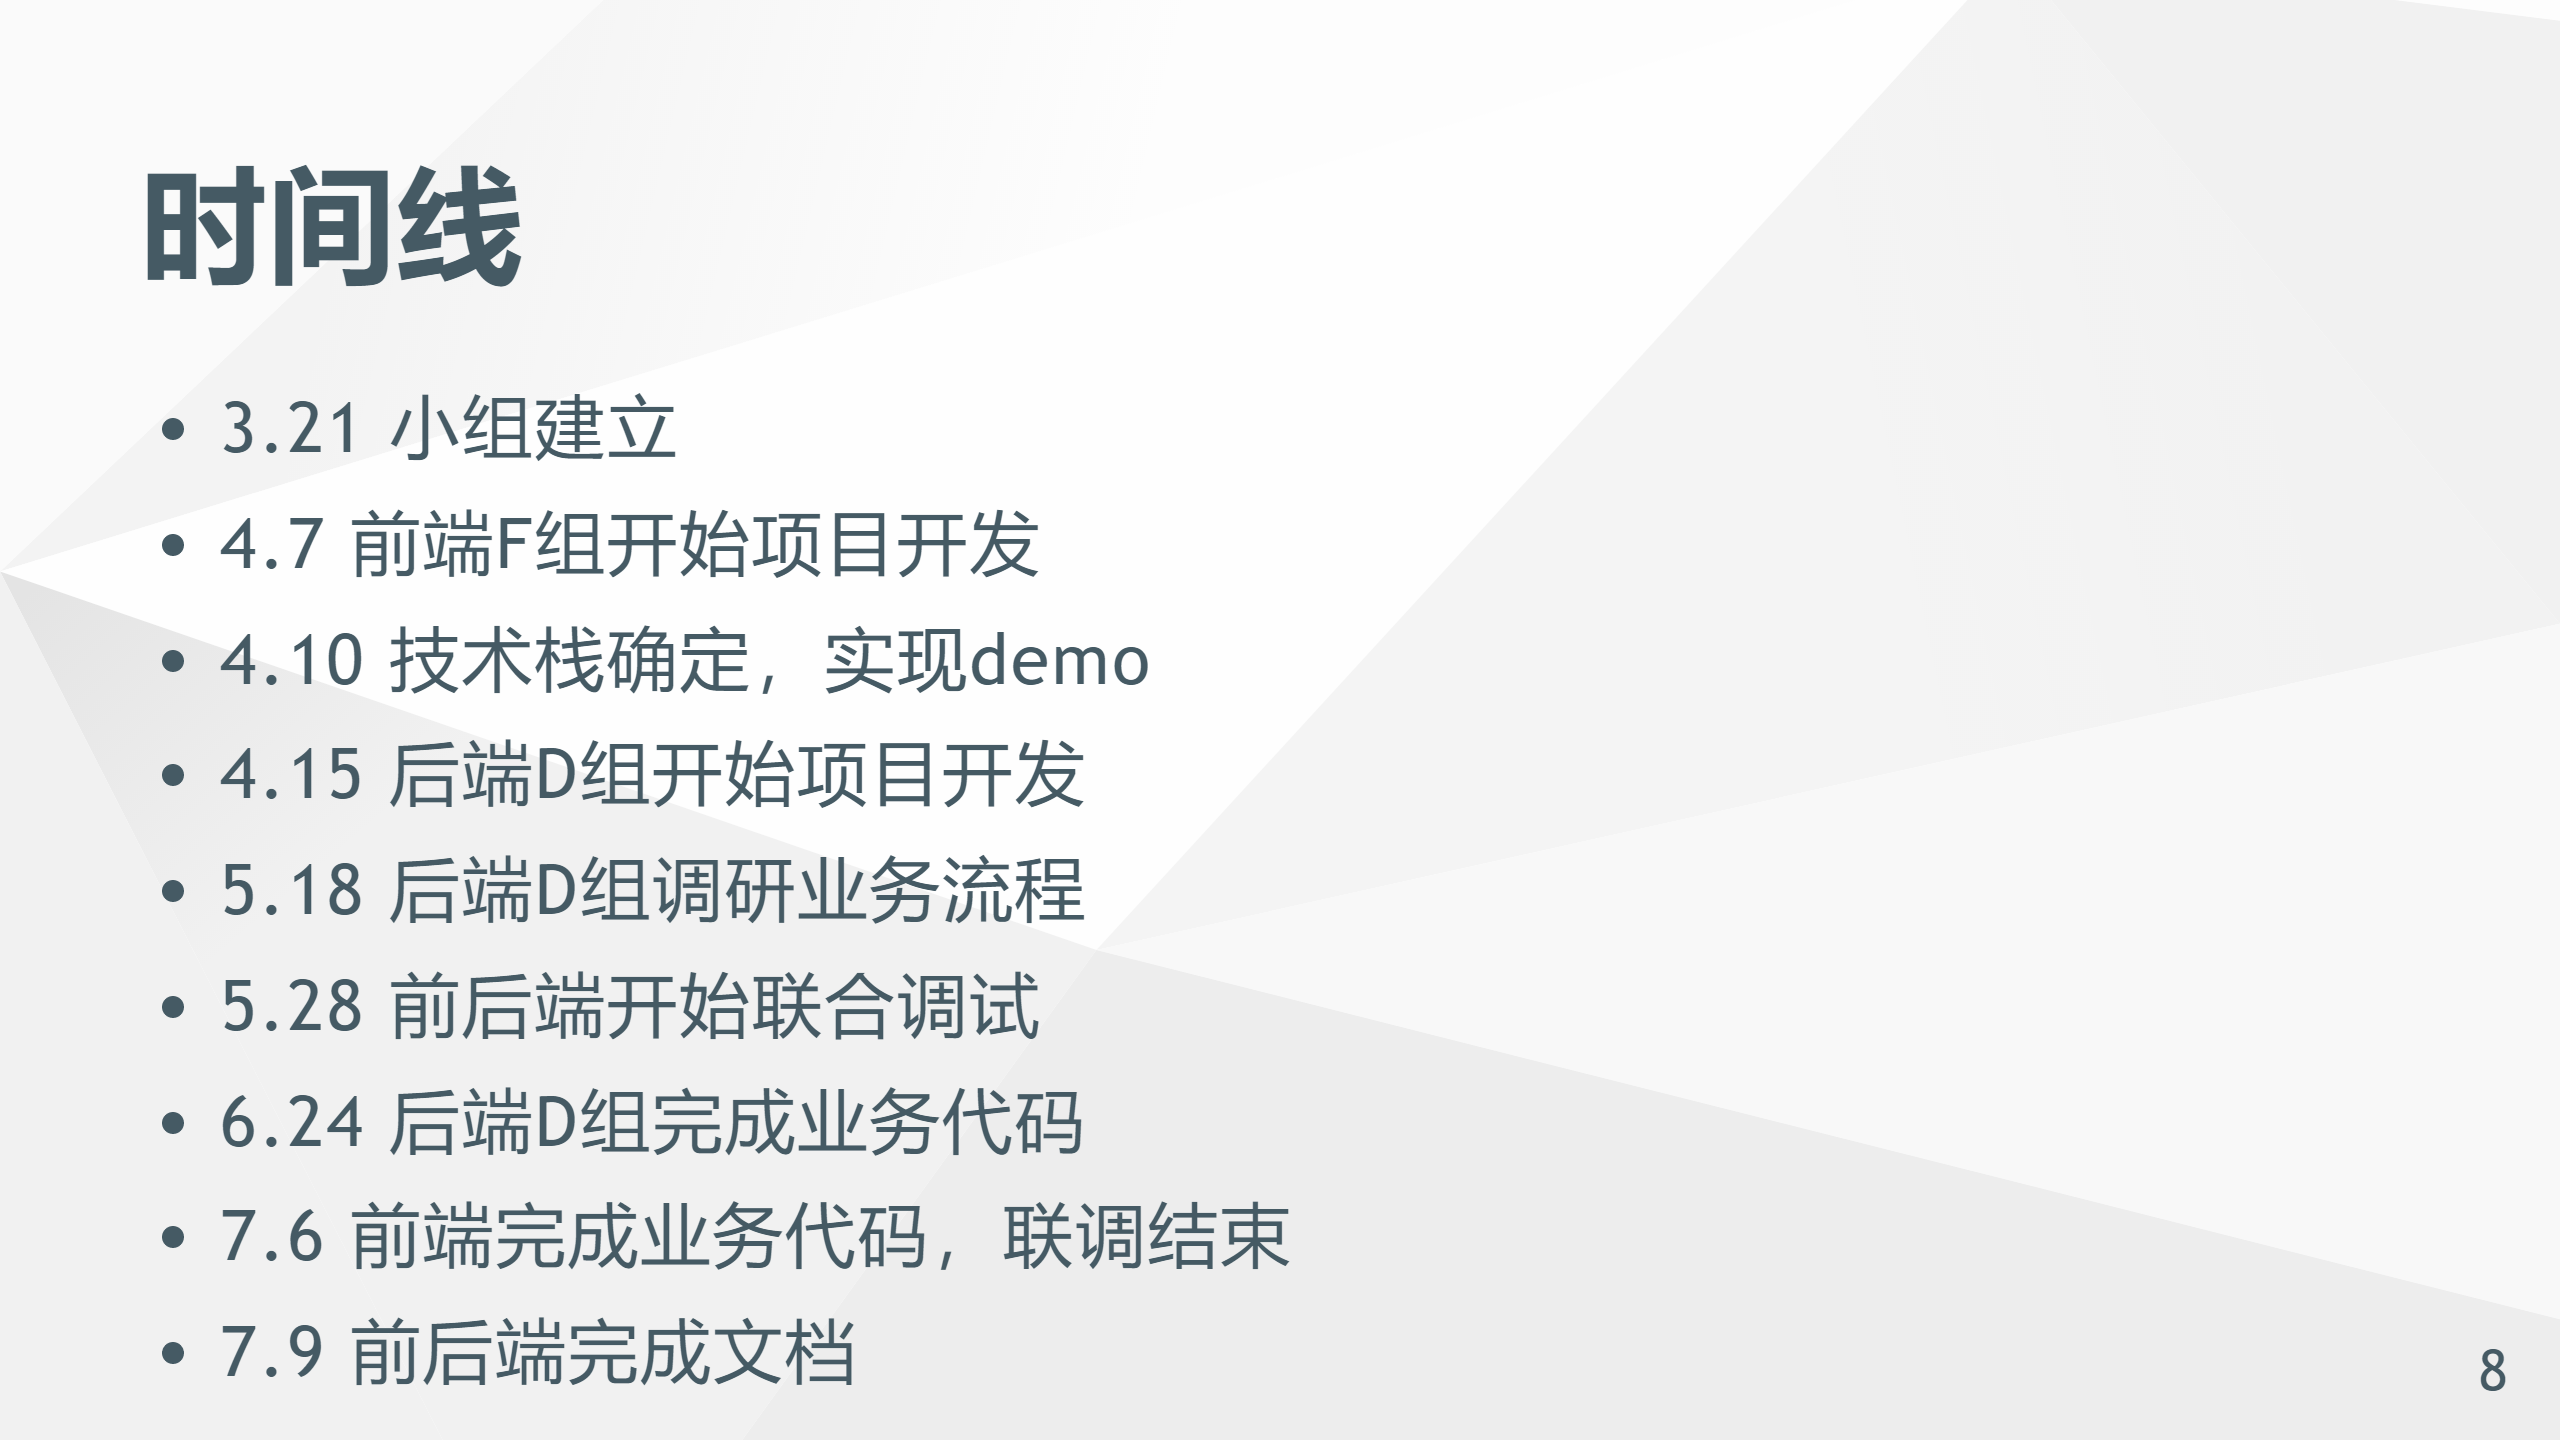 时间线
• 3.21 小组建立
• 4.7 前端F组开始项目开发
• 4.10 技术栈确定，实现demo
• 4.15 后端D组开始项目开发
• 5.18 后端D组调研业务流程
• 5.28 前后端开始联合调试
• 6.24 后端D组完成业务代码
• 7.6 前端完成业务代码，联调结束
• 7.9 前后端完成文档
8